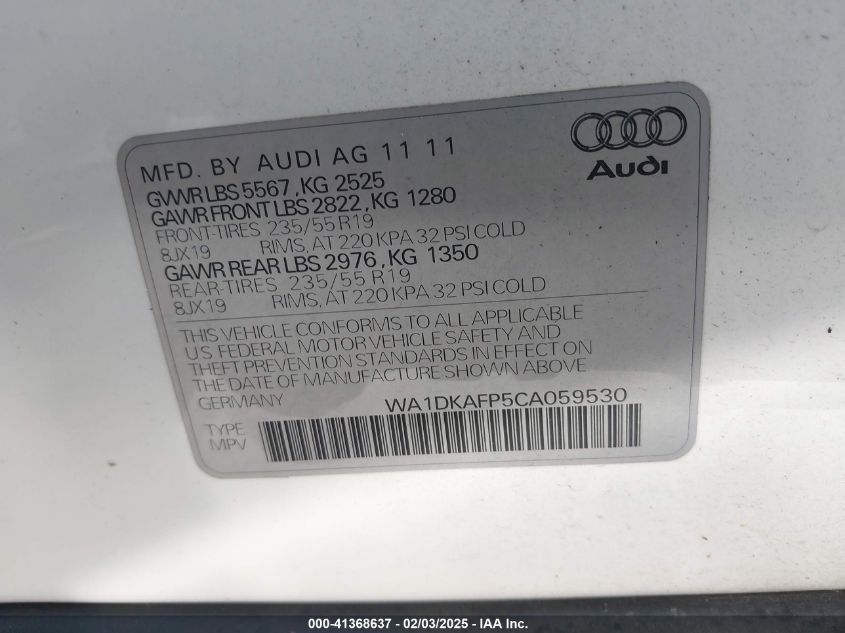 Audi
MFD. BY AUDI AG 11 11
GVWR LBS 5567, KG 2525
GAWR FRONT LBS 2822, KG 1280
FRONT-TIRES 235/55 R19
8JX19 RIMS, AT 220 KPA 32 PSI COLD
GAWR REAR LBS 2976, KG 1350
REAR-TIRES 235/55 R19
8JX19 RIMS, AT 220 KPA 32 PSI COLD
THIS VEHICLE CONFORMS TO ALL APPLICABLE
US FEDERAL MOTOR VEHICLE SAFETY AND
THEFT PREVENTION STANDARDS IN EFFECT ON
THE DATE OF MANUFACTURE SHOWN ABOVE.
GERMANY WA1DKAFP5CA059530
TYPE
MPV
000-41368637 - 02/03/2025 - IAA Inc.